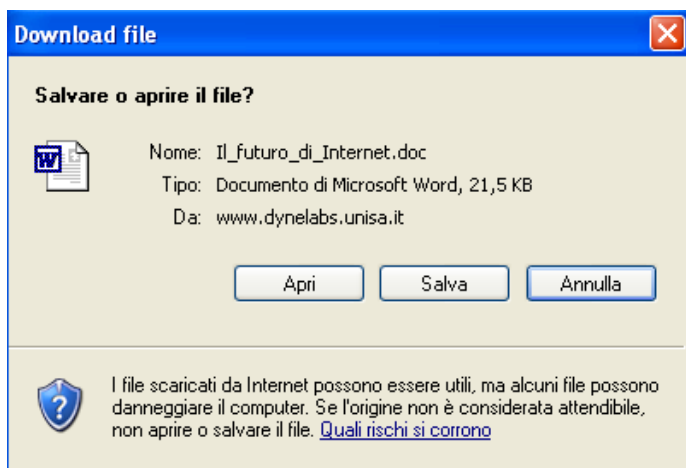 Download file
Salvare o aprire il file?
Nome: Il_futuro_di_Internet.doc
Tipo: Documento di Microsoft Word, 21,5 KB
Da: www.dynelabs.unisa.it
Apri Salva Annulla
I file scaricati da Internet possono essere utili, ma alcuni file possono
danneggiare il computer. Se l'origine non è considerata attendibile,
non aprire o salvare il file. Quali rischi si corrono